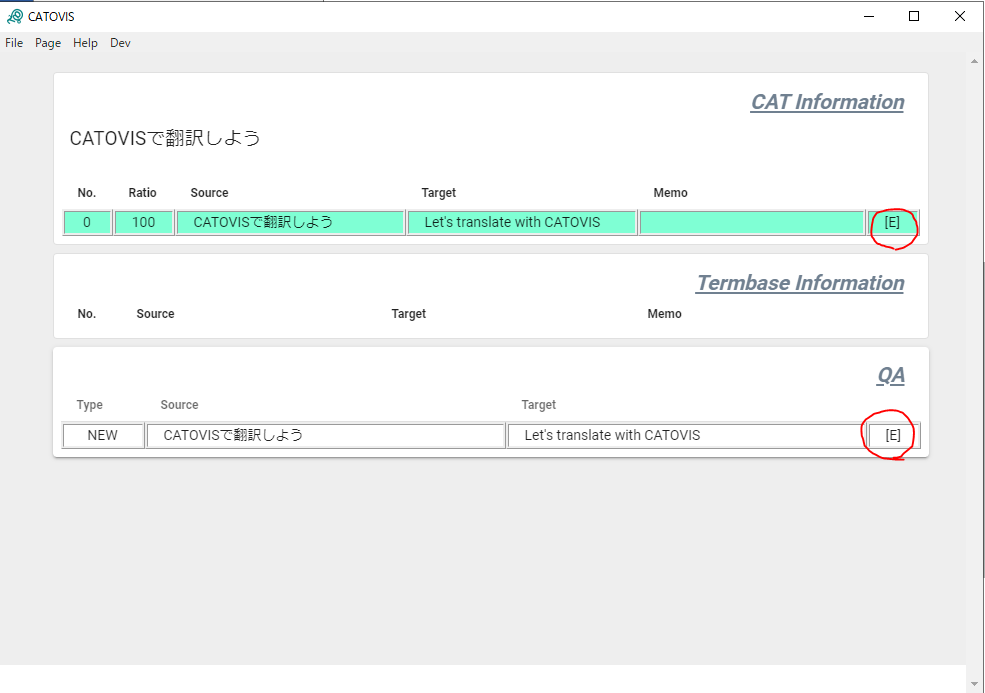 CATOVIS
File Page Help Dev
CAT Information
CATOVISで翻訳しよう
No. Ratio Source Target Memo
0 100 CATOVISで翻訳しよう Let's translate with CATOVIS [E]
Termbase Information
No. Source Target Memo
QA
Type Source Target
NEW CATOVISで翻訳しよう Let's translate with CATOVIS [E]